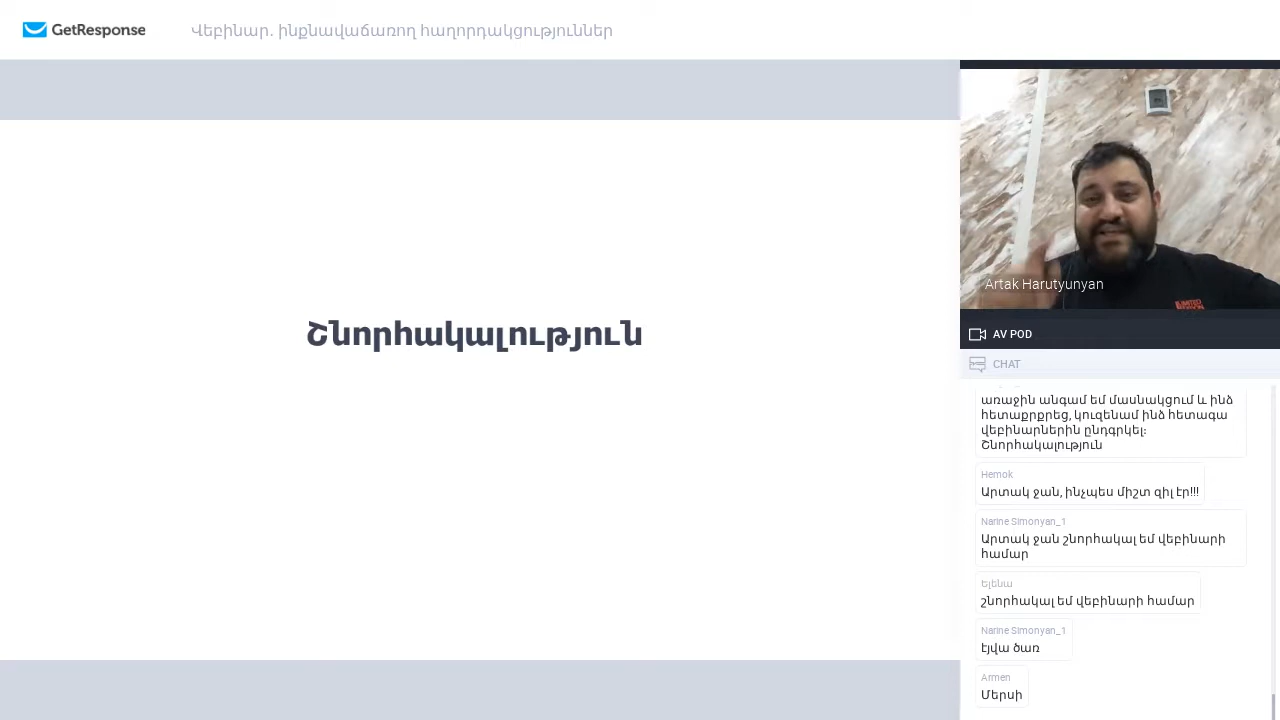 GetResponse
Վեբինար. ինքնավաճառող հաղորդակցություններ
Շնորհակալություն
Artak Harutyunyan
AV POD
CHAT
առաջին անգամ եմ մասնակցում և ինձ
հետաքրքրեց, կուզենամ ինձ հետագա
վեբինարներին ընդգրկել։
Շնորհակալություն
Hemok
Արտակ ջան, ինչպես միշտ զիլ էր!!!
Narine Simonyan_1
Արտակ ջան շնորհակալ եմ վեբինարի
համար
Ելենա
շնորհակալ եմ վեբինարի համար
Narine Simonyan_1
էյվա ծառ
Armen
Մերսի